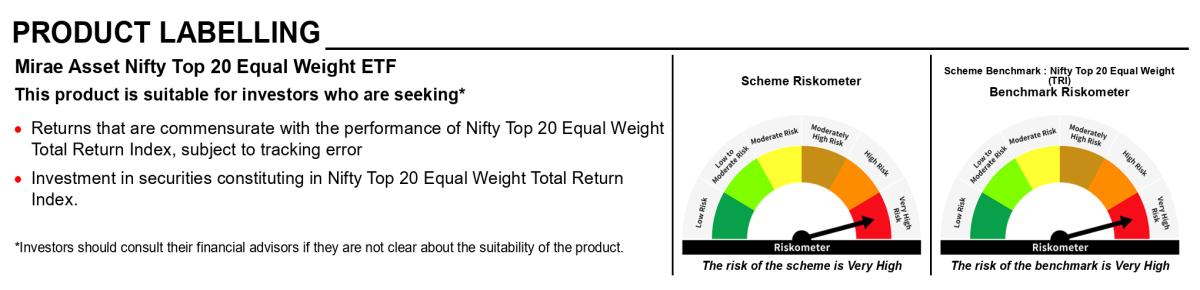 PRODUCT LABELLING
Mirae Asset Nifty Top 20 Equal Weight ETF
This product is suitable for investors who are seeking*
• Returns that are commensurate with the performance of Nifty Top 20 Equal Weight
Total Return Index, subject to tracking error
• Investment in securities constituting in Nifty Top 20 Equal Weight Total Return
Index.
*Investors should consult their financial advisors if they are not clear about the suitability of the product.
Scheme Riskometer
Low Risk
Low to
Moderate Risk
Moderate Risk
Moderately
High Risk
High Risk
Very High
Risk
Riskometer
The risk of the scheme is Very High
Scheme Benchmark : Nifty Top 20 Equal Weight
(TRI)
Benchmark Riskometer
Low Risk
Low to
Moderate Risk
Moderate Risk
Moderately
High Risk
High Risk
Very High
Risk
Riskometer
The risk of the benchmark is Very High